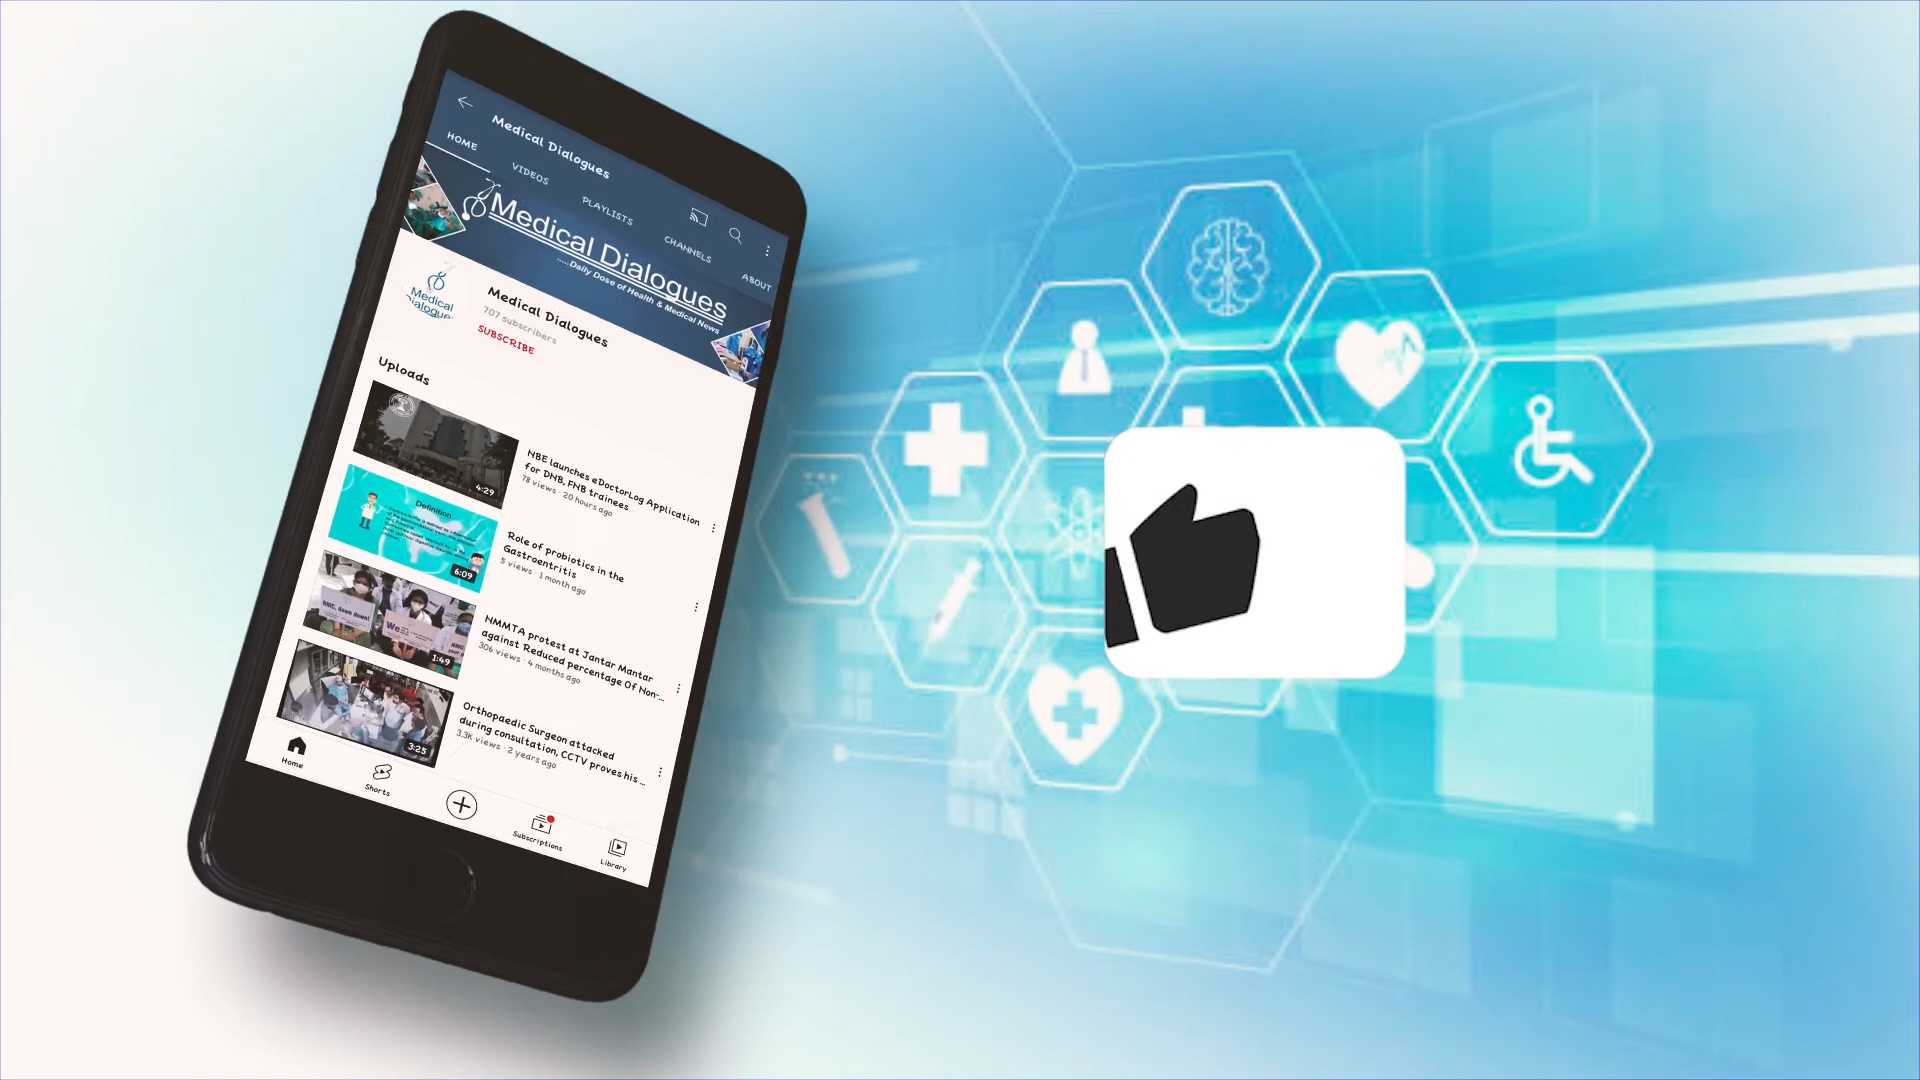 Medical Dialogues
HOME
VIDEOS
PLAYLISTS
CHANNELS
ABOUT
Medical Dialogues
.....Daily Dose of Health & Medical News
Medical
Dialogues
Medical Dialogues
707 subscribers
SUBSCRIBE
Uploads
4:29
NBE launches eDoctorLog Application
for DNB, FNB trainees
78 views · 20 hours ago
Definition
6:09
Role of probiotics in the
Gastroentritis
5 views · 1 month ago
NMC, down down!
We
1:49
NMMTA protest at Jantar Mantar
against 'Reduced percentage Of Non-...
306 views · 4 months ago
3:25
Orthopaedic Surgeon attacked
during consultation, CCTV proves his ...
3.3K views · 2 years ago
Home
Shorts
Subscriptions
Library